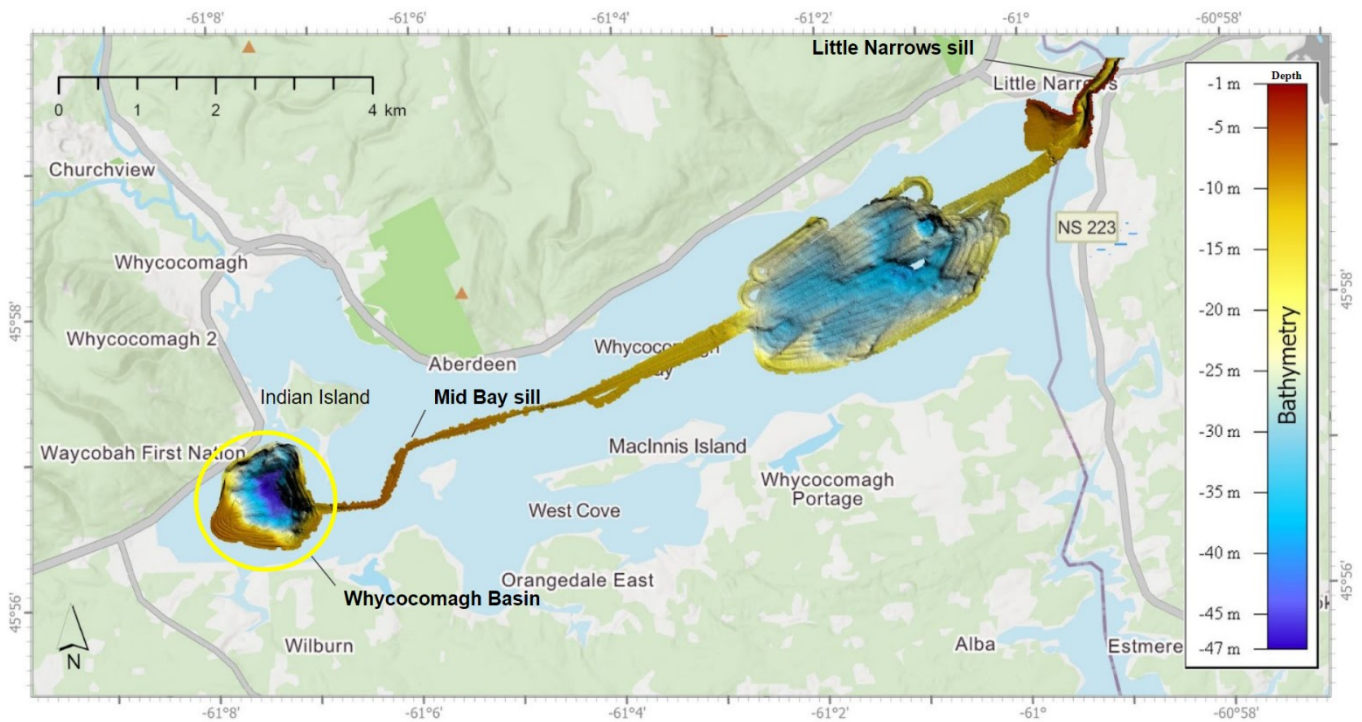 -61°8' -61°6' -61°4' -61°2' -61° -60°58'
Little Narrows sill
0 1 2 4 km
Little Narrows
Depth
-1 m
-5 m
-10 m
-15 m
-20 m
-25 m
-30 m
-35 m
-40 m
-45 m
-47 m
Bathymetry
Churchview
NS 223
Whycocomagh
45°58'
45°58'
Whycocomagh 2
Aberdeen
Indian Island
Mid Bay sill
Waycobah First Nation
MacInnis Island
Whycocomagh
Portage
West Cove
Orangedale East
45°56'
45°56'
Whycocomagh Basin
N
Wilburn
Alba
Estmere
-61°8' -61°6' -61°4' -61°2' -61° -60°58'